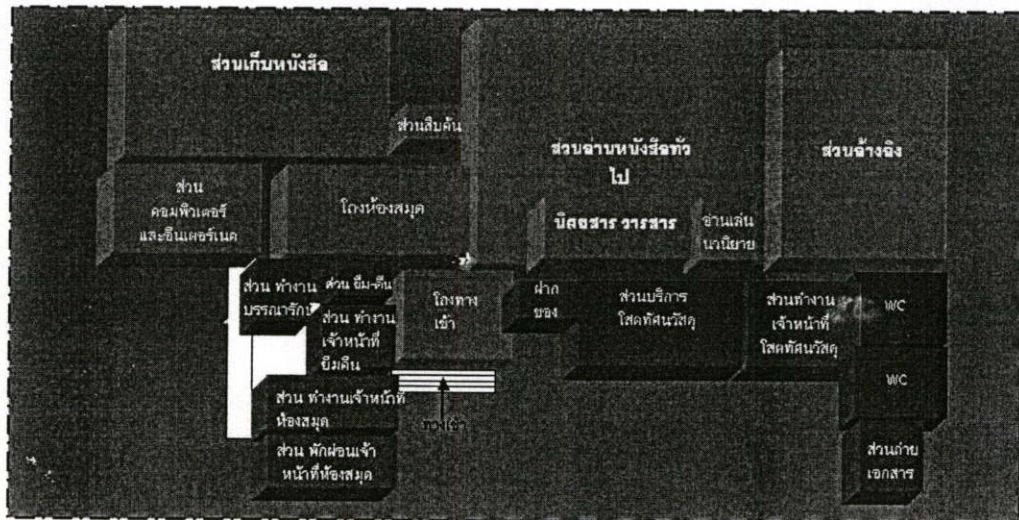 ส่วนเก็บหนังสือ
ส่วนสืบค้น
ส่วนอ่านหนังสือทั่ว
ไป
ส่วนอ้างอิง
ส่วน
คอมพิวเตอร์
และอินเตอร์เนต
โถงห้องสมุด
นิตยสาร วารสาร
อ่านเล่น
นวนิยาย
ส่วน ทำงาน
บรรณารักษ์
ส่วน ยืม-คืน
ส่วน ทำงาน
เจ้าหน้าที่
ยืมคืน
โถงทาง
เข้า
ฝาก
ของ
ส่วนบริการ
โสตทัศนวัสดุ
ส่วนทำงาน
เจ้าหน้าที่
โสตทัศนวัสดุ
WC
WC
ส่วน ทำงานเจ้าหน้าที่
ห้องสมุด
ทางเข้า
ส่วน พักผ่อนเจ้า
หน้าที่ห้องสมุด
ส่วนถ่าย
เอกสาร